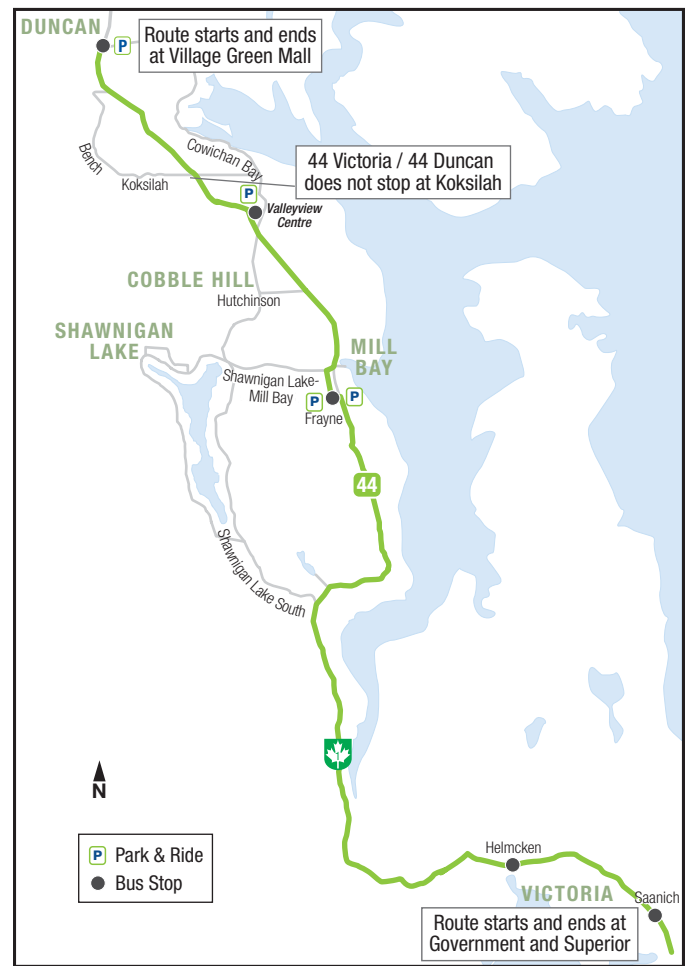 DUNCAN
P
Route starts and ends
at Village Green Mall
Bench
Cowichan Bay
Koksilah
44 Victoria / 44 Duncan
does not stop at Koksilah
P
Valleyview
Centre
COBBLE HILL
Hutchinson
SHAWNIGAN
LAKE
MILL
BAY
Shawnigan Lake-
Mill Bay
P
P
Frayne
44
Shawnigan Lake South
1
N
P Park & Ride
Bus Stop
Helmcken
VICTORIA
Saanich
Route starts and ends at
Government and Superior